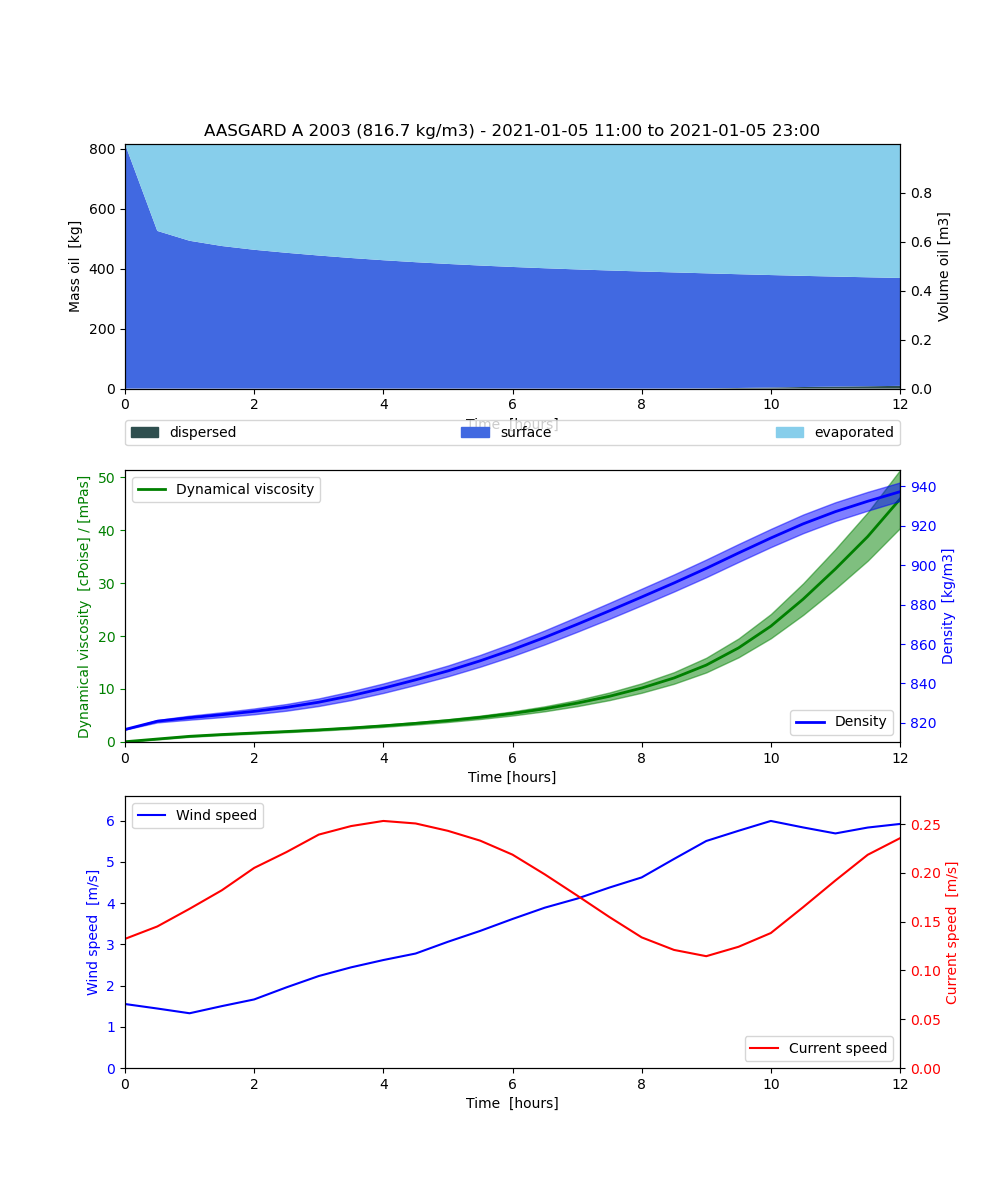 AASGARD A 2003 (816.7 kg/m3) - 2021-01-05 11:00 to 2021-01-05 23:00
Mass oil [kg]
800
600
400
200
0
Volume oil [m3]
0.8
0.6
0.4
0.2
0.0
0 2 4 6 8 10 12
Time [hours]
dispersed surface evaporated
Dynamical viscosity [cPoise] / [mPas]
50
40
30
20
10
0
Dynamical viscosity
Density [kg/m3]
940
920
900
880
860
840
820
Density
0 2 4 6 8 10 12
Time [hours]
Wind speed [m/s]
6
5
4
3
2
1
0
Wind speed
Current speed [m/s]
0.25
0.20
0.15
0.10
0.05
0.00
Current speed
0 2 4 6 8 10 12
Time [hours]